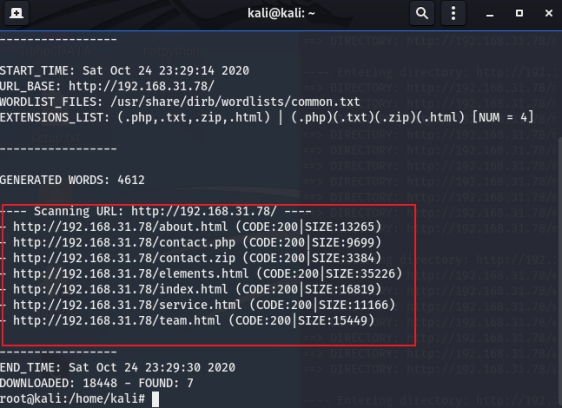 kali@kali: ~
-----------------
START_TIME: Sat Oct 24 23:29:14 2020
URL_BASE: http://192.168.31.78/
WORDLIST_FILES: /usr/share/dirb/wordlists/common.txt
EXTENSIONS_LIST: (.php,.txt,.zip,.html) | (.php)(.txt)(.zip)(.html) [NUM = 4]
-----------------
GENERATED WORDS: 4612
---- Scanning URL: http://192.168.31.78/ ----
- http://192.168.31.78/about.html (CODE:200|SIZE:13265)
- http://192.168.31.78/contact.php (CODE:200|SIZE:9699)
- http://192.168.31.78/contact.zip (CODE:200|SIZE:3384)
- http://192.168.31.78/elements.html (CODE:200|SIZE:35226)
- http://192.168.31.78/index.html (CODE:200|SIZE:16819)
- http://192.168.31.78/service.html (CODE:200|SIZE:11166)
- http://192.168.31.78/team.html (CODE:200|SIZE:15449)
-----------------
END_TIME: Sat Oct 24 23:29:30 2020
DOWNLOADED: 18448 - FOUND: 7
root@kali:/home/kali#